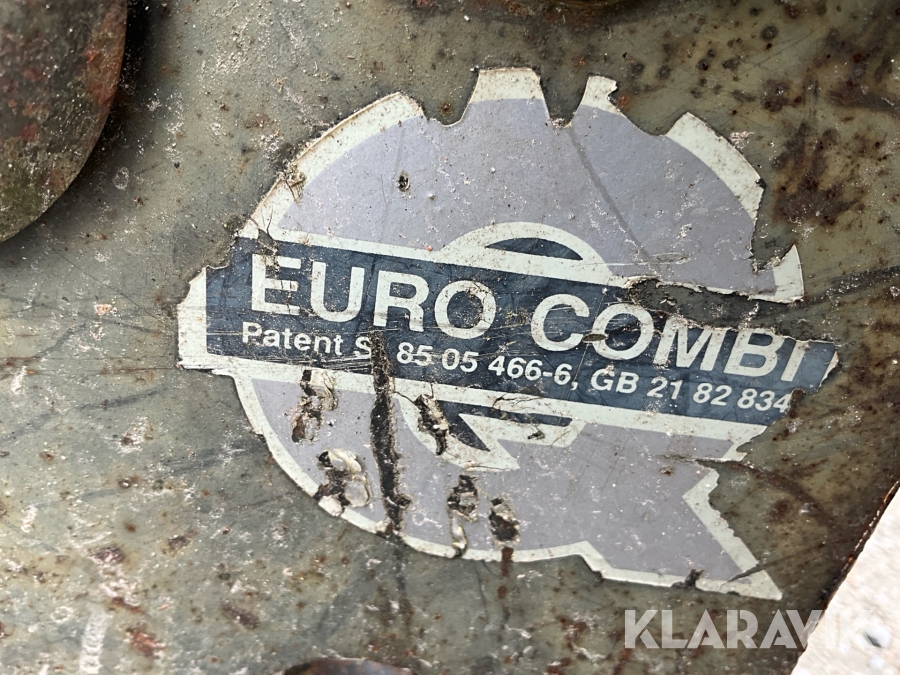 EURO COMBI
Patent S 85 05 466-6, GB 21 82 834
KLARAVIK